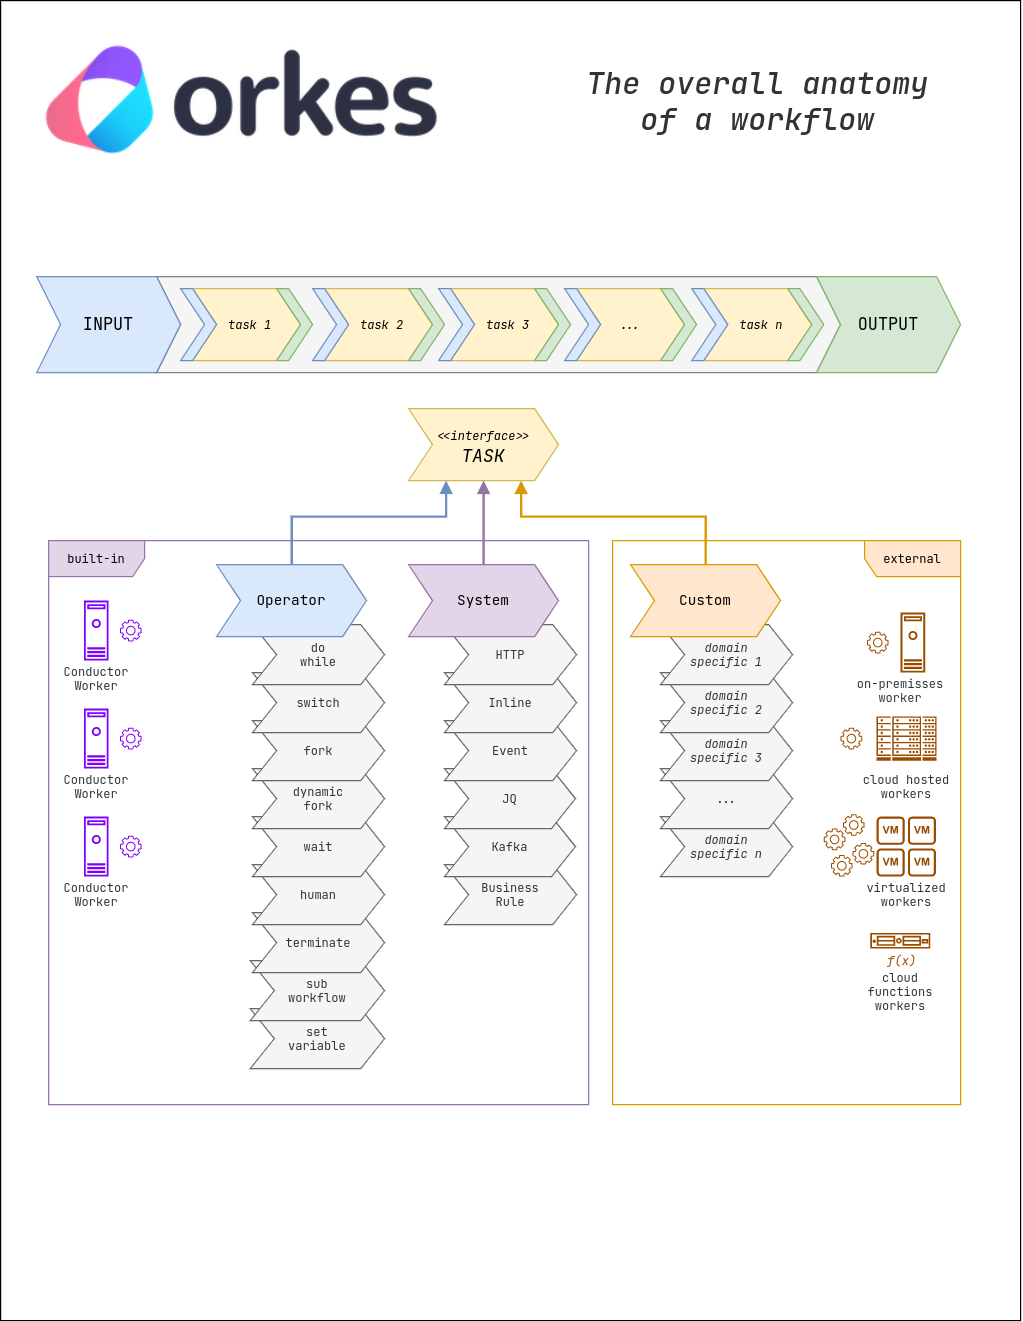 orkes
The overall anatomy
of a workflow
INPUT
task 1
task 2
task 3
...
task n
OUTPUT
<<interface>>
TASK
built-in
Conductor
Worker
Conductor
Worker
Conductor
Worker
Operator
do
while
switch
fork
dynamic
fork
wait
human
terminate
sub
workflow
set
variable
System
HTTP
Inline
Event
JQ
Kafka
Business
Rule
Custom
domain
specific 1
domain
specific 2
domain
specific 3
...
domain
specific n
external
on-premisses
worker
cloud hosted
workers
VM VM
VM VM
virtualized
workers
f(x)
cloud
functions
workers